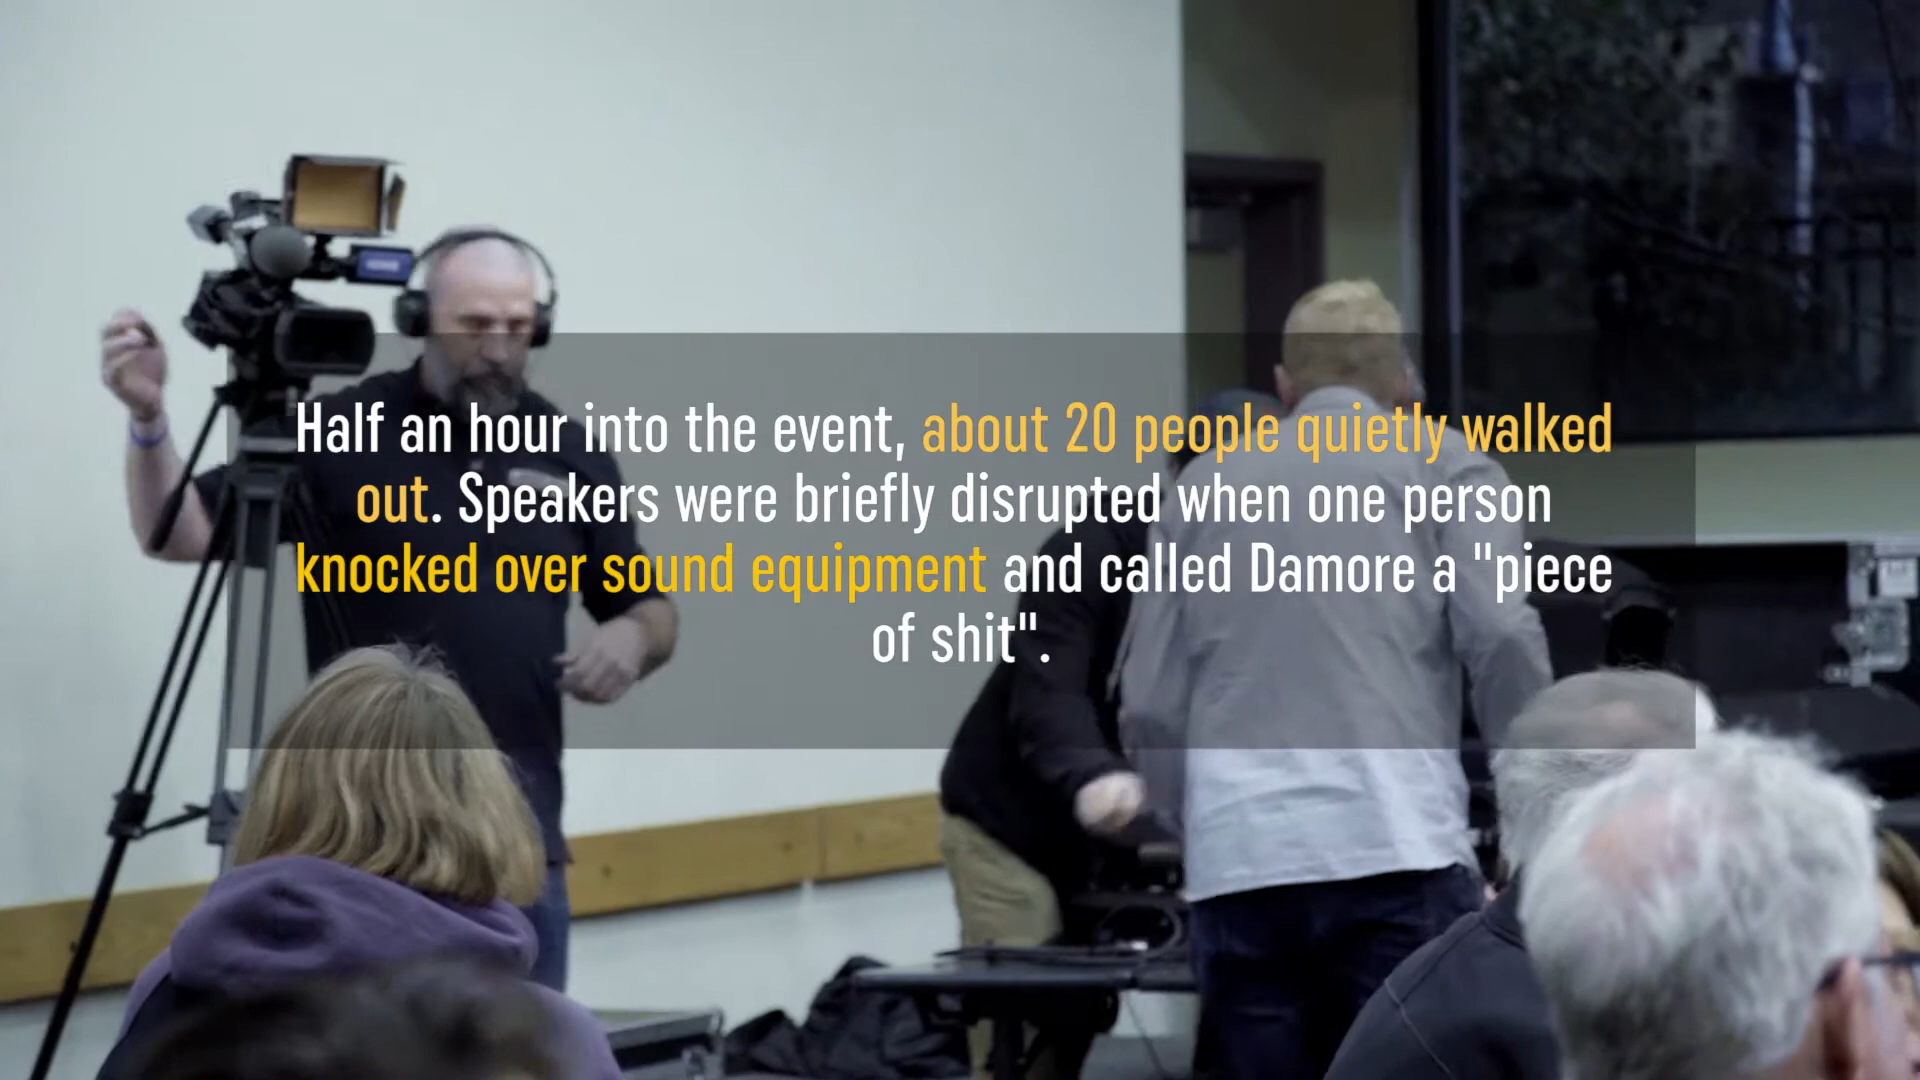 Half an hour into the event, about 20 people quietly walked
out. Speakers were briefly disrupted when one person
knocked over sound equipment and called Damore a "piece
of shit".